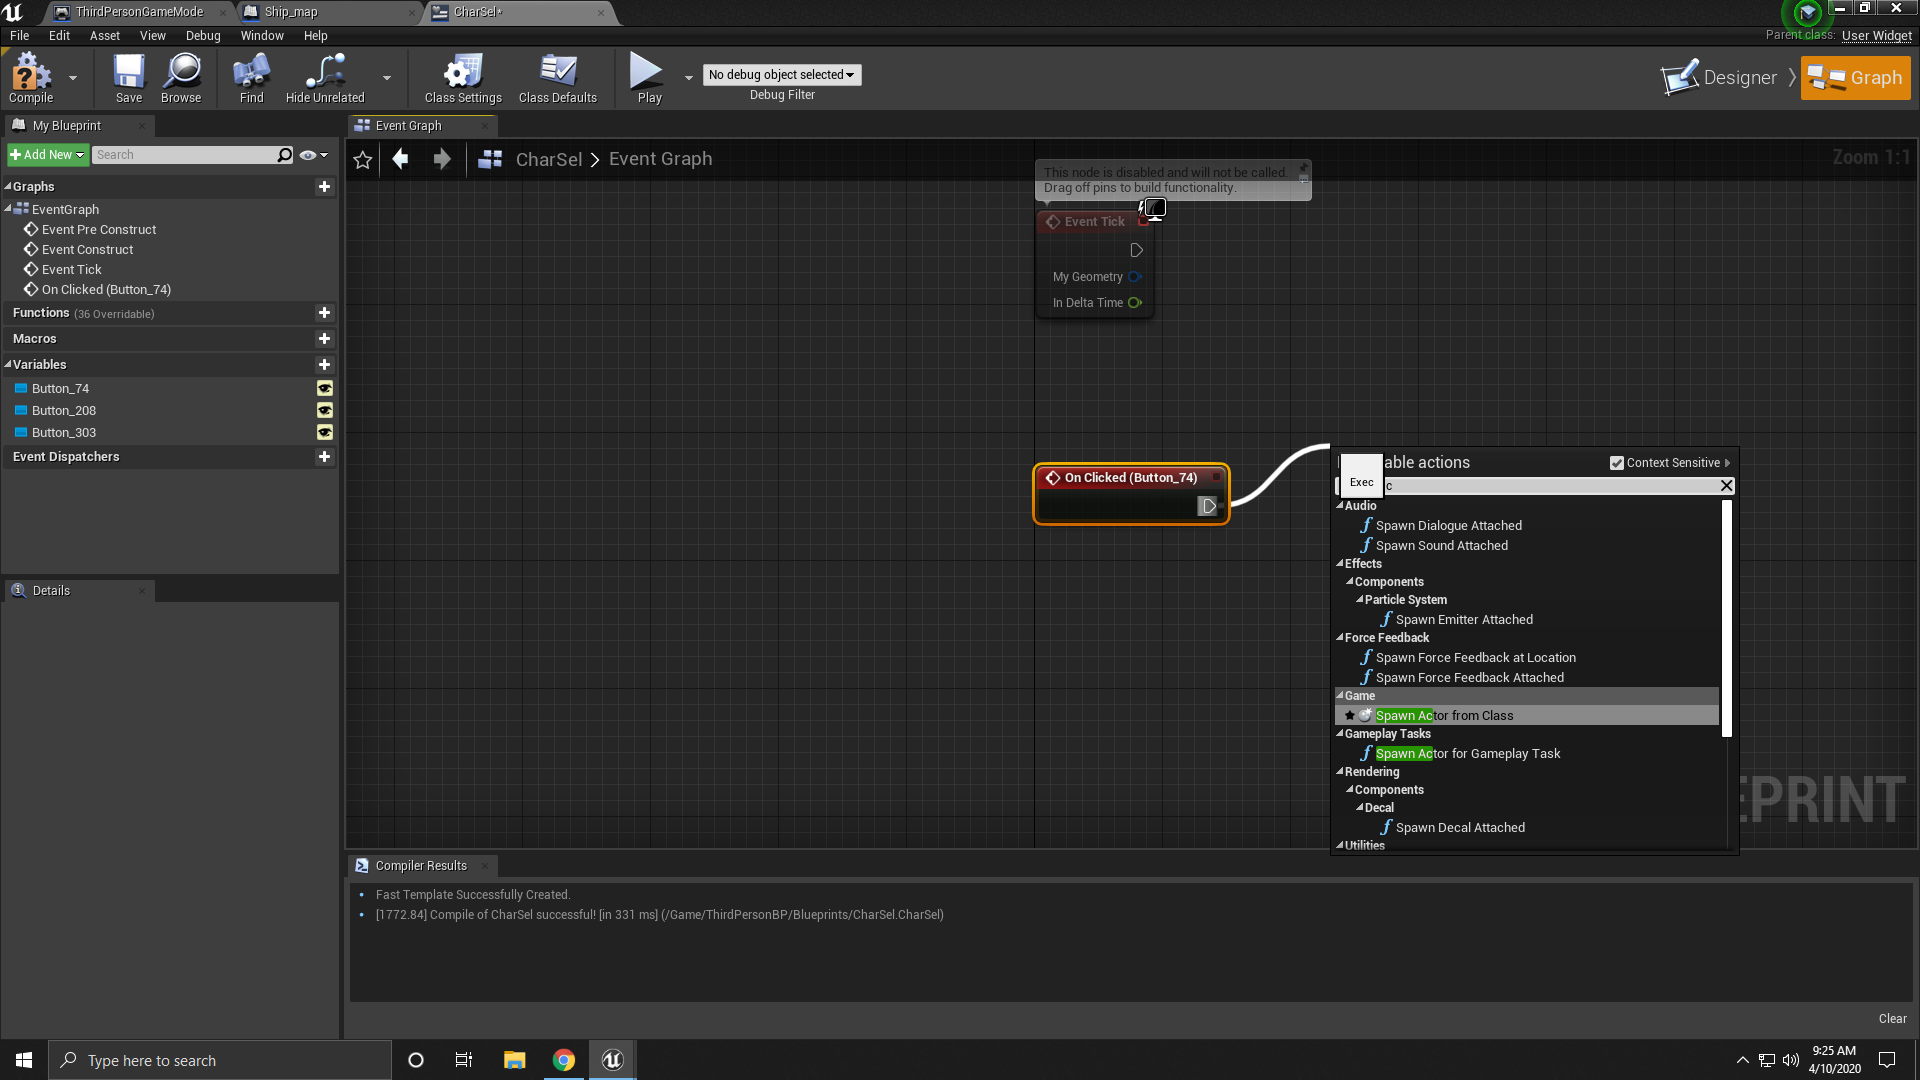 ThirdPersonGameMode
Ship_map
CharSel*
File Edit Asset View Debug Window Help
Parent class: User Widget
Compile
Save
Browse
Find
Hide Unrelated
Class Settings
Class Defaults
Play
No debug object selected
Debug Filter
Designer
Graph
My Blueprint
Add New
Search
Graphs
EventGraph
Event Pre Construct
Event Construct
Event Tick
On Clicked (Button_74)
Functions (36 Overridable)
Macros
Variables
Button_74
Button_208
Button_303
Event Dispatchers
Details
Event Graph
CharSel > Event Graph
Zoom 1:1
This node is disabled and will not be called.
Drag off pins to build functionality.
Event Tick
My Geometry
In Delta Time
On Clicked (Button_74)
able actions
Context Sensitive
Exec
c
Audio
Spawn Dialogue Attached
Spawn Sound Attached
Effects
Components
Particle System
Spawn Emitter Attached
Force Feedback
Spawn Force Feedback at Location
Spawn Force Feedback Attached
Game
Spawn Actor from Class
Gameplay Tasks
Spawn Actor for Gameplay Task
Rendering
Components
Decal
Spawn Decal Attached
Utilities
EPRINT
Compiler Results
Fast Template Successfully Created.
[1772.84] Compile of CharSel successful! [in 331 ms] (/Game/ThirdPersonBP/Blueprints/CharSel.CharSel)
Clear
Type here to search
9:25 AM
4/10/2020